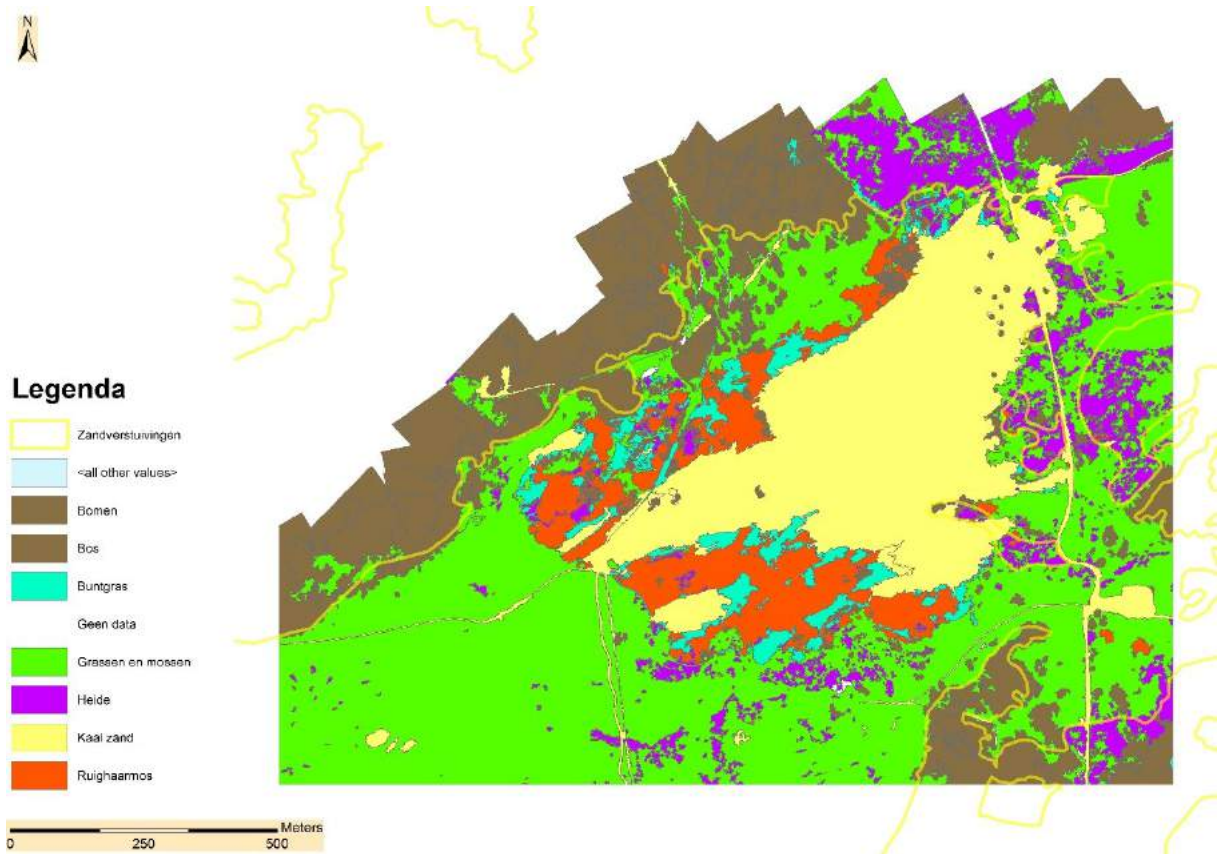 N
Legenda
Zandverstuivingen
<all other values>
Bomen
Bos
Buntgras
Geen data
Grassen en mossen
Heide
Kaal zand
Ruighaarmos
Meters
0 250 500